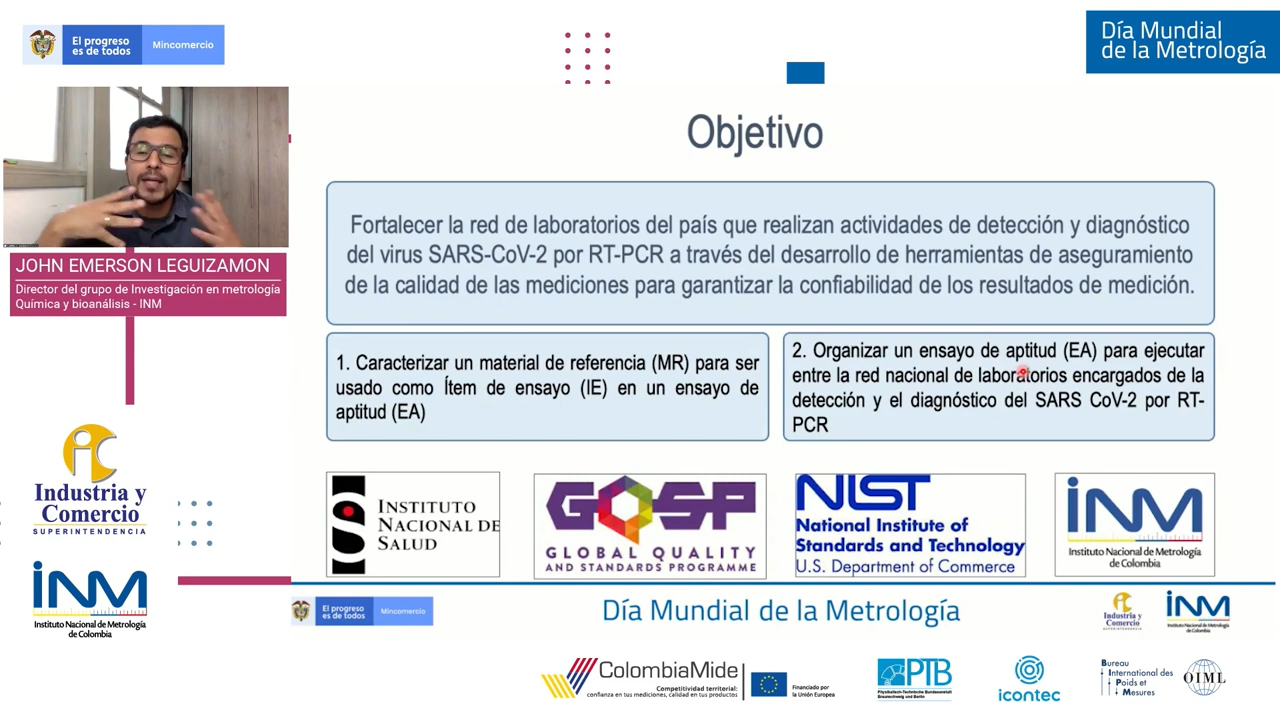 El progreso
es de todos
Mincomercio
Día Mundial
de la Metrología
JOHN EMERSON LEGUIZAMON
Director del grupo de Investigación en metrología
Química y bioanálisis - INM
Objetivo
Fortalecer la red de laboratorios del país que realizan actividades de detección y diagnóstico
del virus SARS-CoV-2 por RT-PCR a través del desarrollo de herramientas de aseguramiento
de la calidad de las mediciones para garantizar la confiabilidad de los resultados de medición.
1. Caracterizar un material de referencia (MR) para ser
usado como Ítem de ensayo (IE) en un ensayo de
aptitud (EA)
2. Organizar un ensayo de aptitud (EA) para ejecutar
entre la red nacional de laboratorios encargados de la
detección y el diagnóstico del SARS CoV-2 por RT-
PCR
INSTITUTO
NACIONAL DE
SALUD
GQSP
GLOBAL QUALITY
AND STANDARDS PROGRAMME
NIST
National Institute of
Standards and Technology
U.S. Department of Commerce
iNM
Instituto Nacional de Metrología
de Colombia
Industria y
Comercio
SUPERINTENDENCIA
iNM
Instituto Nacional de Metrología
de Colombia
El progreso
es de todos
Mincomercio
Día Mundial de la Metrología
Industria y
Comercio
SUPERINTENDENCIA
iNM
Instituto Nacional de Metrología
de Colombia
ColombiaMide
Competitividad territorial:
confianza en tus mediciones, calidad en tus productos
Financiado por
la Unión Europea
PTB
Physikalisch-Technische Bundesanstalt
Braunschweig und Berlin
icontec
Bureau
International des
Poids et
Mesures
OIML